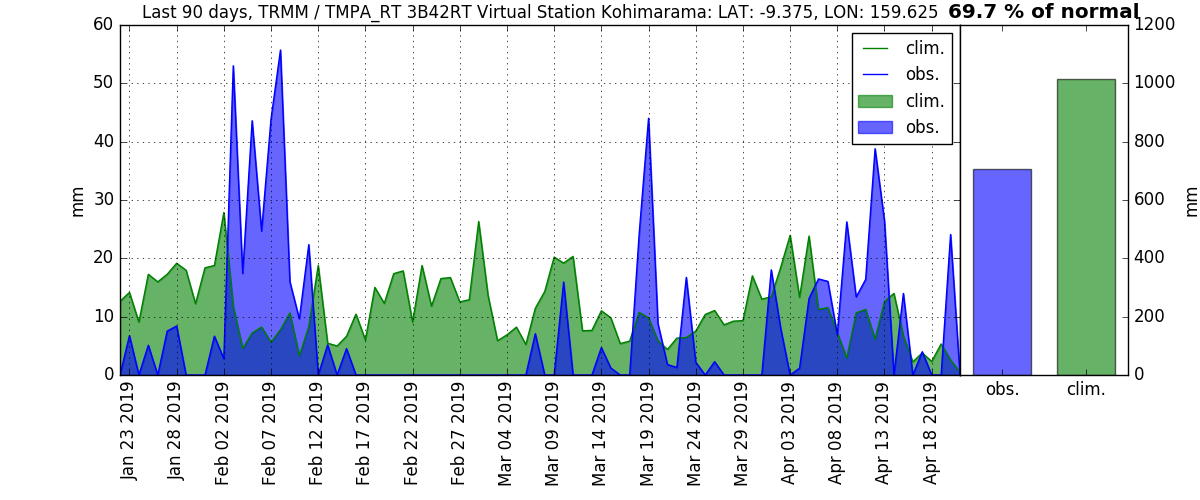 Last 90 days, TRMM / TMPA_RT 3B42RT Virtual Station Kohimarama: LAT: -9.375, LON: 159.625 69.7 % of normal
60
50
40
30
20
10
0
mm
clim.
obs.
clim.
obs.
1200
1000
800
600
400
200
0
mm
obs. clim.
Jan 23 2019
Jan 28 2019
Feb 02 2019
Feb 07 2019
Feb 12 2019
Feb 17 2019
Feb 22 2019
Feb 27 2019
Mar 04 2019
Mar 09 2019
Mar 14 2019
Mar 19 2019
Mar 24 2019
Mar 29 2019
Apr 03 2019
Apr 08 2019
Apr 13 2019
Apr 18 2019